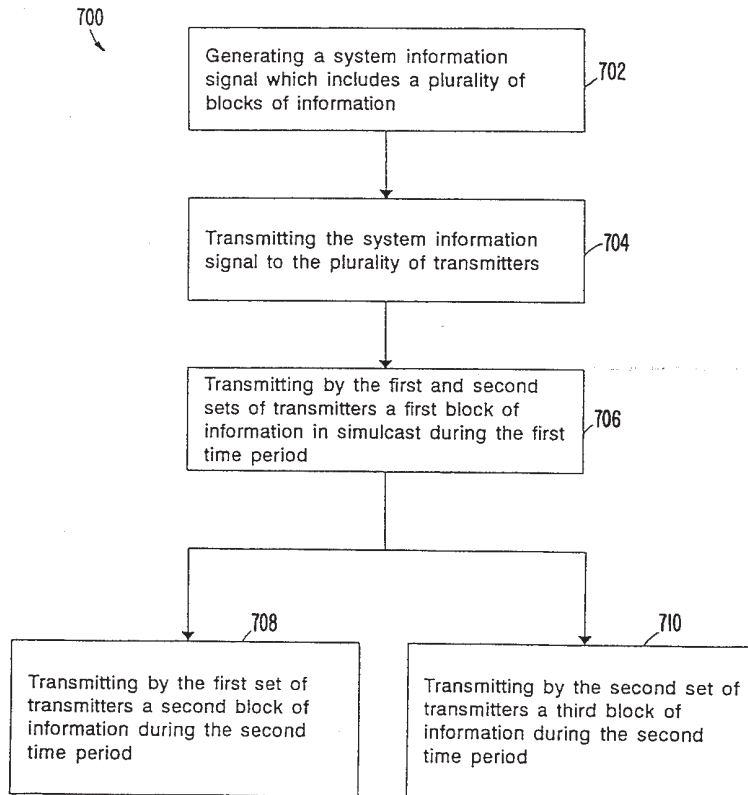 700
Generating a system information
signal which includes a plurality of
blocks of information
702
Transmitting the system information
signal to the plurality of transmitters
704
Transmitting by the first and second
sets of transmitters a first block of
information in simulcast during the first
time period
706
708
Transmitting by the first set of
transmitters a second block of
information during the second
time period
710
Transmitting by the second set of
transmitters a third block of
information during the second
time period